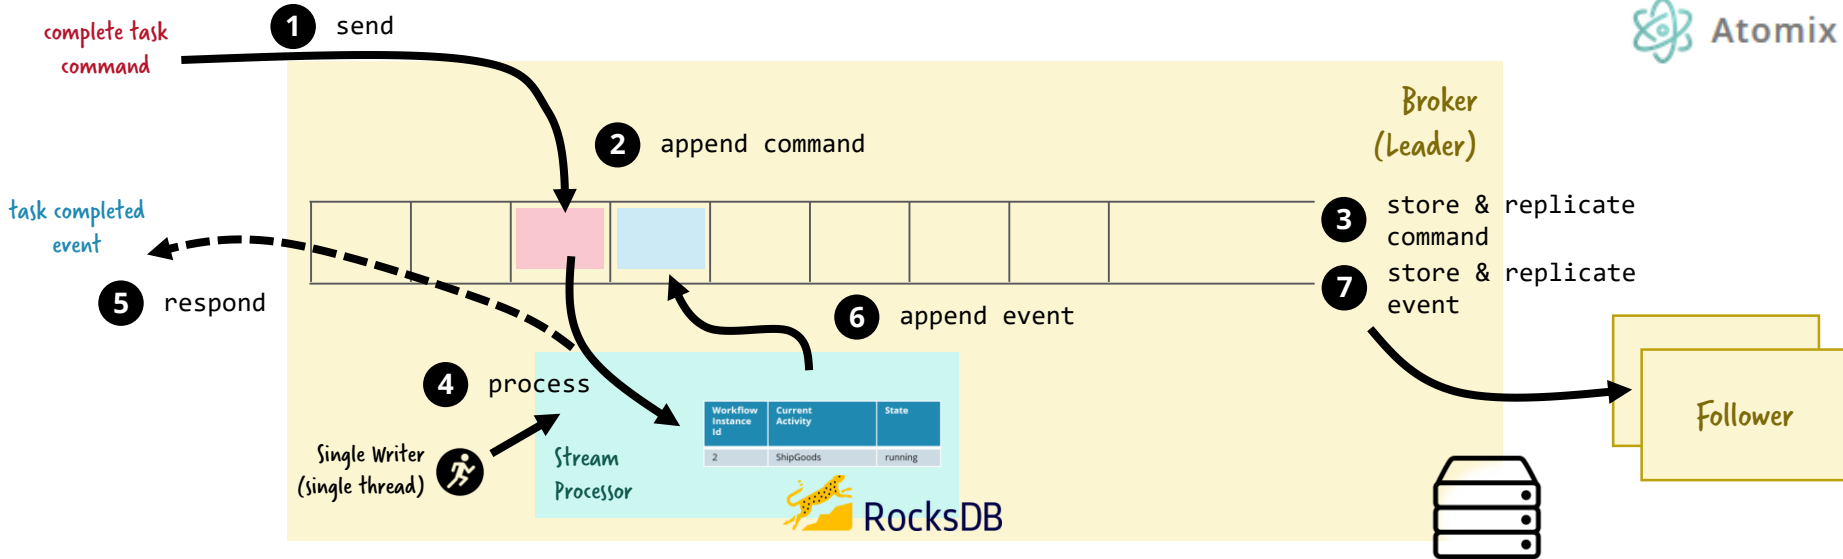 complete task
command
1
send
Atomix
Broker
(Leader)
2
append command
task completed
event
3
store & replicate
command
7
store & replicate
event
5
respond
6
append event
4
process
Single Writer
(single thread)
Stream
Processor
Workflow
Instance
Id
Current
Activity
State
2
ShipGoods
running
RocksDB
Follower